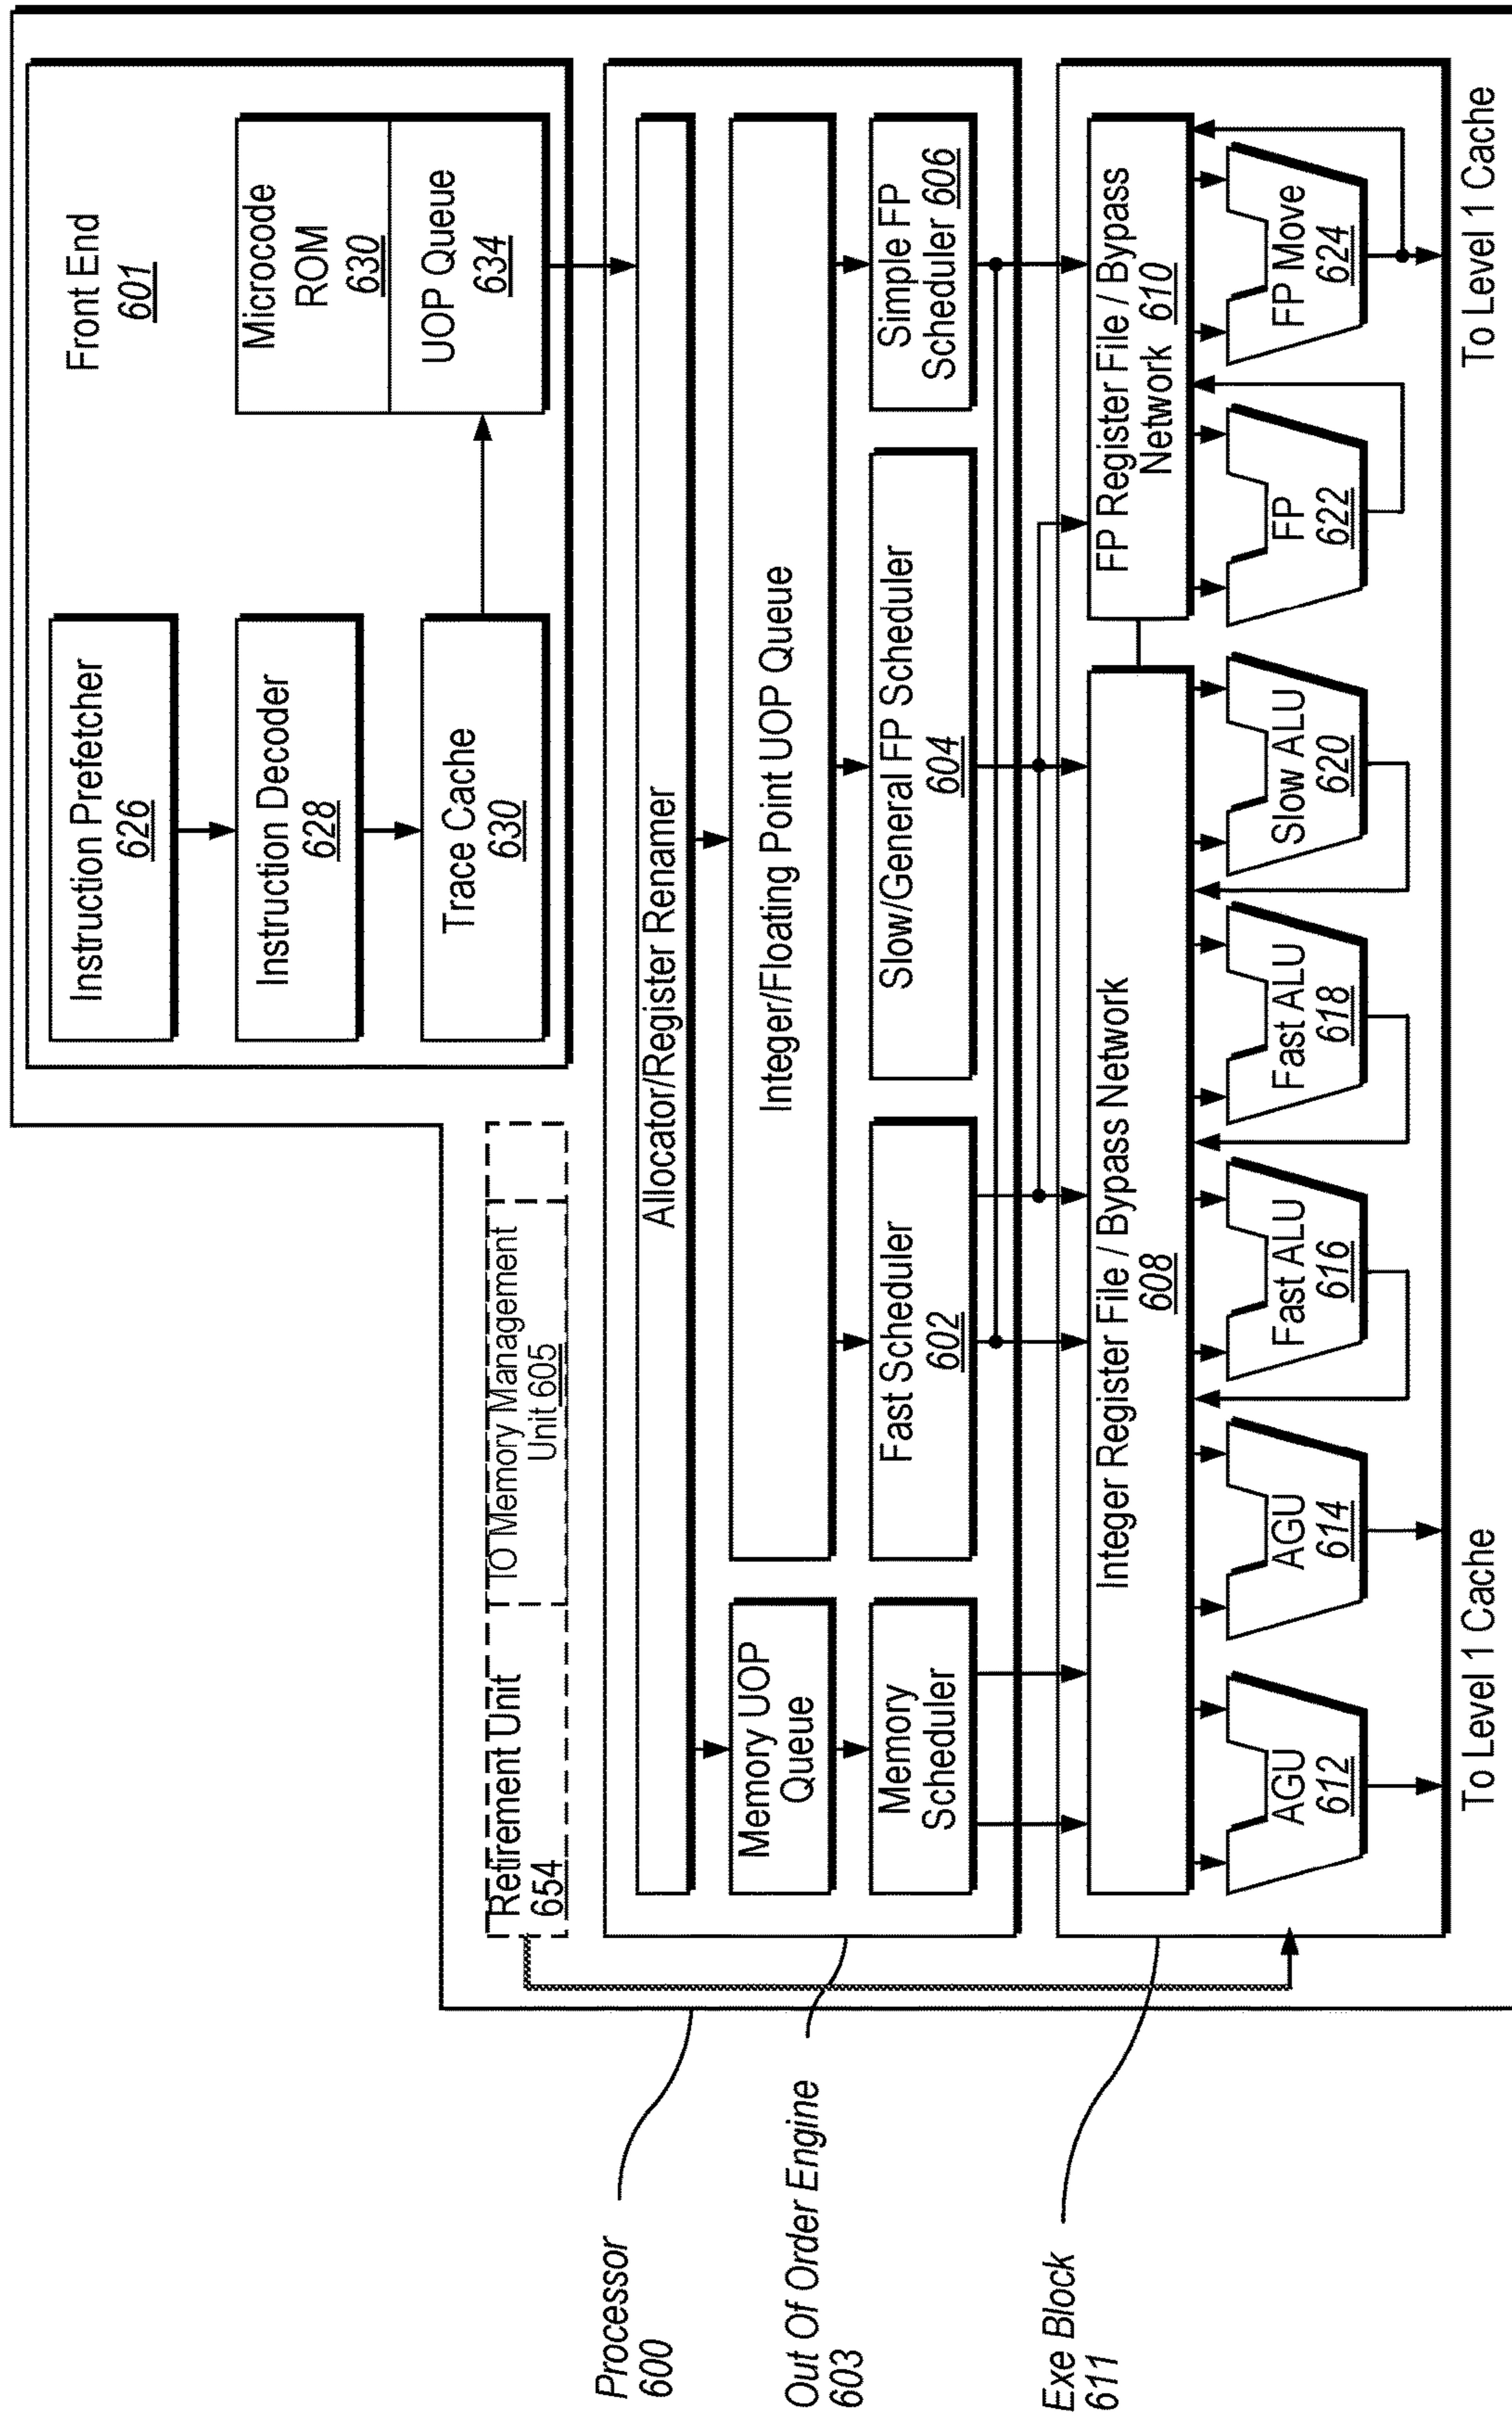 Front End
601
Instruction Prefetcher
626
Instruction Decoder
628
Trace Cache
630
Microcode
ROM
630
UOP Queue
634
Retirement Unit
654
TO Memory Management
Unit 605
Allocator/Register Renamer
Memory UOP
Queue
Integer/Floating Point UOP Queue
Memory
Scheduler
Fast Scheduler
602
Slow/General FP Scheduler
604
Simple FP
Scheduler 606
Integer Register File / Bypass Network
608
FP Register File / Bypass
Network 610
AGU
612
AGU
614
Fast ALU
616
Fast ALU
618
Slow ALU
620
FP
622
FP Move
624
To Level 1 Cache
To Level 1 Cache
Processor
600
Out Of Order Engine
603
Exe Block
611